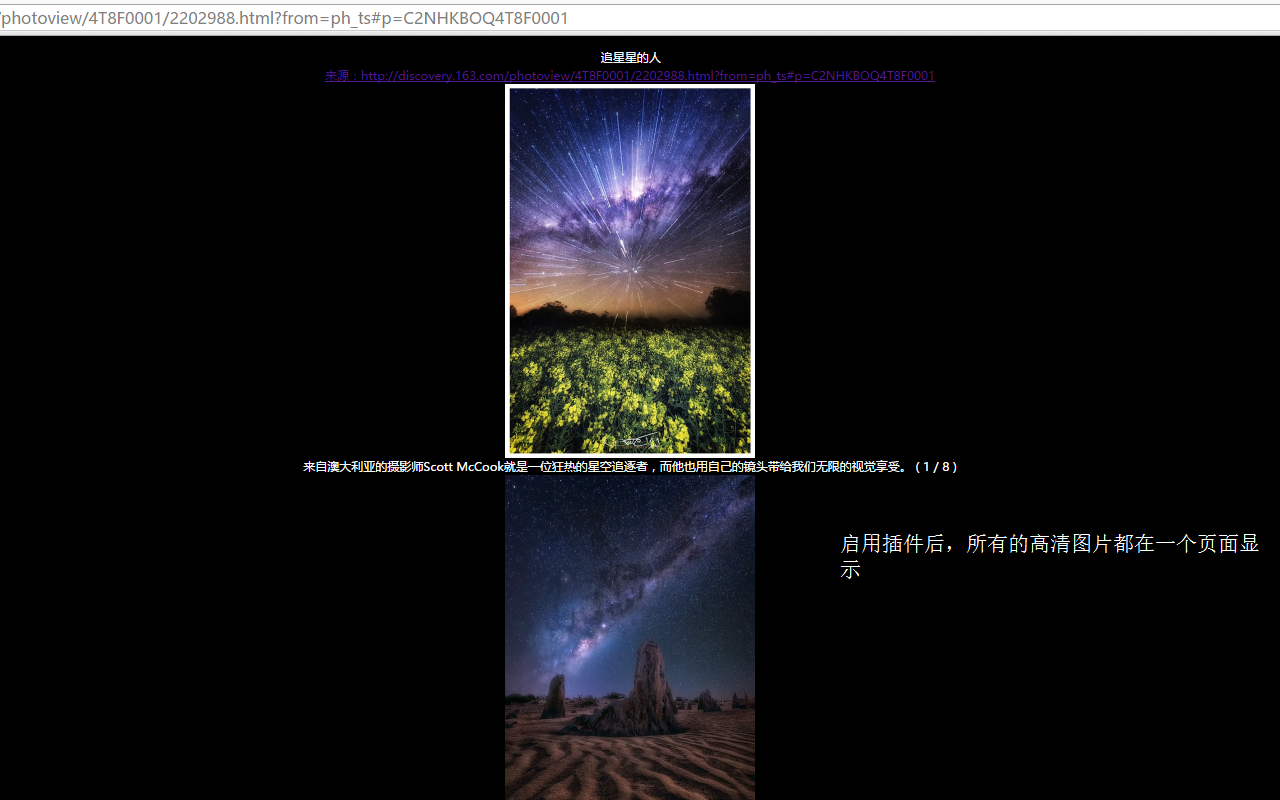 /photoview/4T8F0001/2202988.html?from=ph_ts#p=C2NHKBOQ4T8F0001
追星星的人
来源：http://discovery.163.com/photoview/4T8F0001/2202988.html?from=ph_ts#p=C2NHKBOQ4T8F0001
来自澳大利亚的摄影师Scott McCook就是一位狂热的星空追逐者，而他也用自己的镜头带给我们无限的视觉享受。（1 / 8）
启用插件后，所有的高清图片都在一个页面显
示